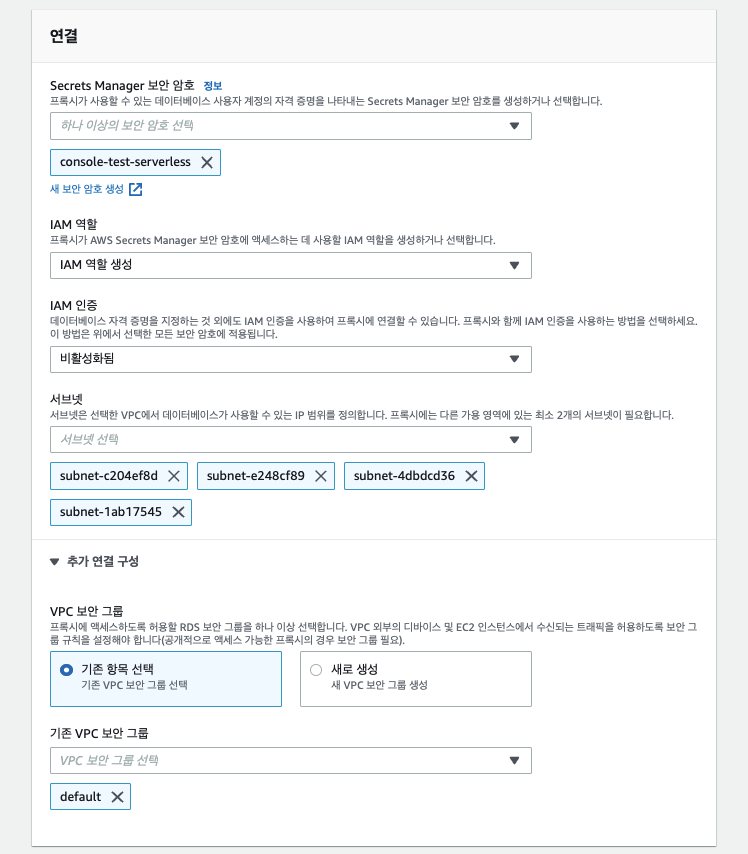 연결
Secrets Manager 보안 암호 정보
프록시가 사용할 수 있는 데이터베이스 사용자 계정의 자격 증명을 나타내는 Secrets Manager 보안 암호를 생성하거나 선택합니다.
하나 이상의 보안 암호 선택
console-test-serverless
새 보안 암호 생성
IAM 역할
프록시가 AWS Secrets Manager 보안 암호에 액세스하는 데 사용할 IAM 역할을 생성하거나 선택합니다.
IAM 역할 생성
IAM 인증
데이터베이스 자격 증명을 지정하는 것 외에도 IAM 인증을 사용하여 프록시에 연결할 수 있습니다. 프록시와 함께 IAM 인증을 사용하는 방법을 선택하세요.
이 방법은 위에서 선택한 모든 보안 암호에 적용됩니다.
비활성화됨
서브넷
서브넷은 선택한 VPC에서 데이터베이스가 사용할 수 있는 IP 범위를 정의합니다. 프록시에는 다른 가용 영역에 있는 최소 2개의 서브넷이 필요합니다.
서브넷 선택
subnet-c204ef8d subnet-e248cf89 subnet-4dbdcd36
subnet-1ab17545
추가 연결 구성
VPC 보안 그룹
프록시에 액세스하도록 허용할 RDS 보안 그룹을 하나 이상 선택합니다. VPC 외부의 디바이스 및 EC2 인스턴스에서 수신되는 트래픽을 허용하도록 보안 그
룹 규칙을 설정해야 합니다(공개적으로 액세스 가능한 프록시의 경우 보안 그룹 필요).
기존 항목 선택 새로 생성
기존 VPC 보안 그룹 선택 새 VPC 보안 그룹 생성
기존 VPC 보안 그룹
VPC 보안 그룹 선택
default